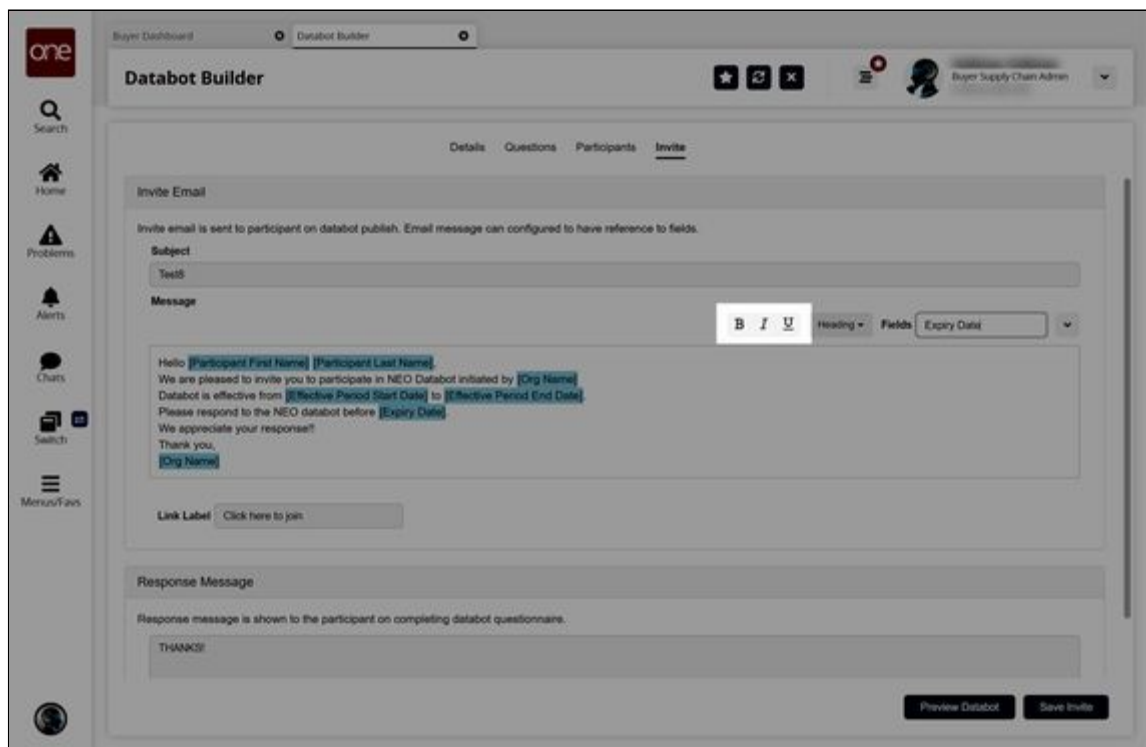 one
Buyer Dashboard
Databot Builder
Databot Builder
Buyer Supply Chain Admin
Search
Home
Problems
Alerts
Chats
Switch
Menus/Favs
Details Questions Participants Invite
Invite Email
Invite email is sent to participant on databot publish. Email message can configured to have reference to fields.
Subject
Test8
Message
B I U Heading Fields Expiry Date
Hello [Participant First Name] [Participant Last Name],
We are pleased to invite you to participate in NEO Databot initiated by [Org Name]
Databot is effective from [Effective Period Start Date] to [Effective Period End Date].
Please respond to the NEO databot before [Expiry Date].
We appreciate your response!!
Thank you,
[Org Name]
Link Label Click here to join
Response Message
Response message is shown to the participant on completing databot questionnaire.
THANKS!
Preview Databot Save Invite